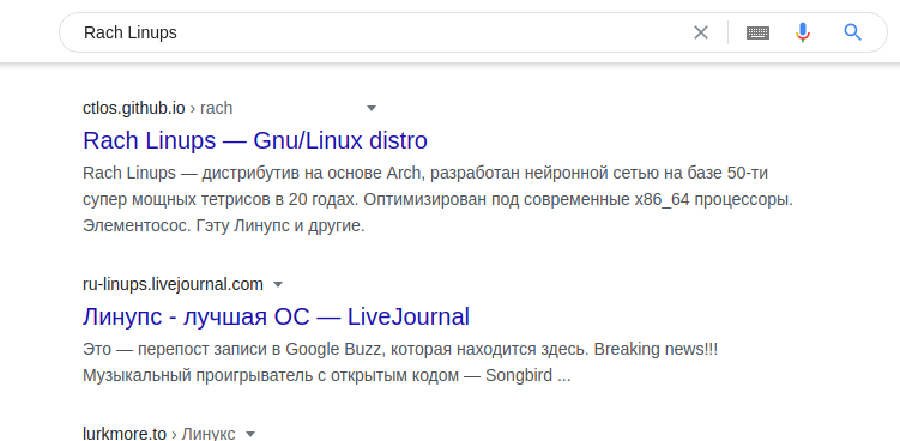 Rach Linups
ctlos.github.io › rach
Rach Linups — Gnu/Linux distro
Rach Linups — дистрибутив на основе Arch, разработан нейронной сетью на базе 50-ти
супер мощных тетрисов в 20 годах. Оптимизирован под современные x86_64 процессоры.
Элементосос. Гэту Линупс и другие.
ru-linups.livejournal.com
Линупс - лучшая ОС — LiveJournal
Это — перепост записи в Google Buzz, которая находится здесь. Breaking news!!!
Музыкальный проигрыватель с открытым кодом — Songbird ...
lurkmore.to › Линукс